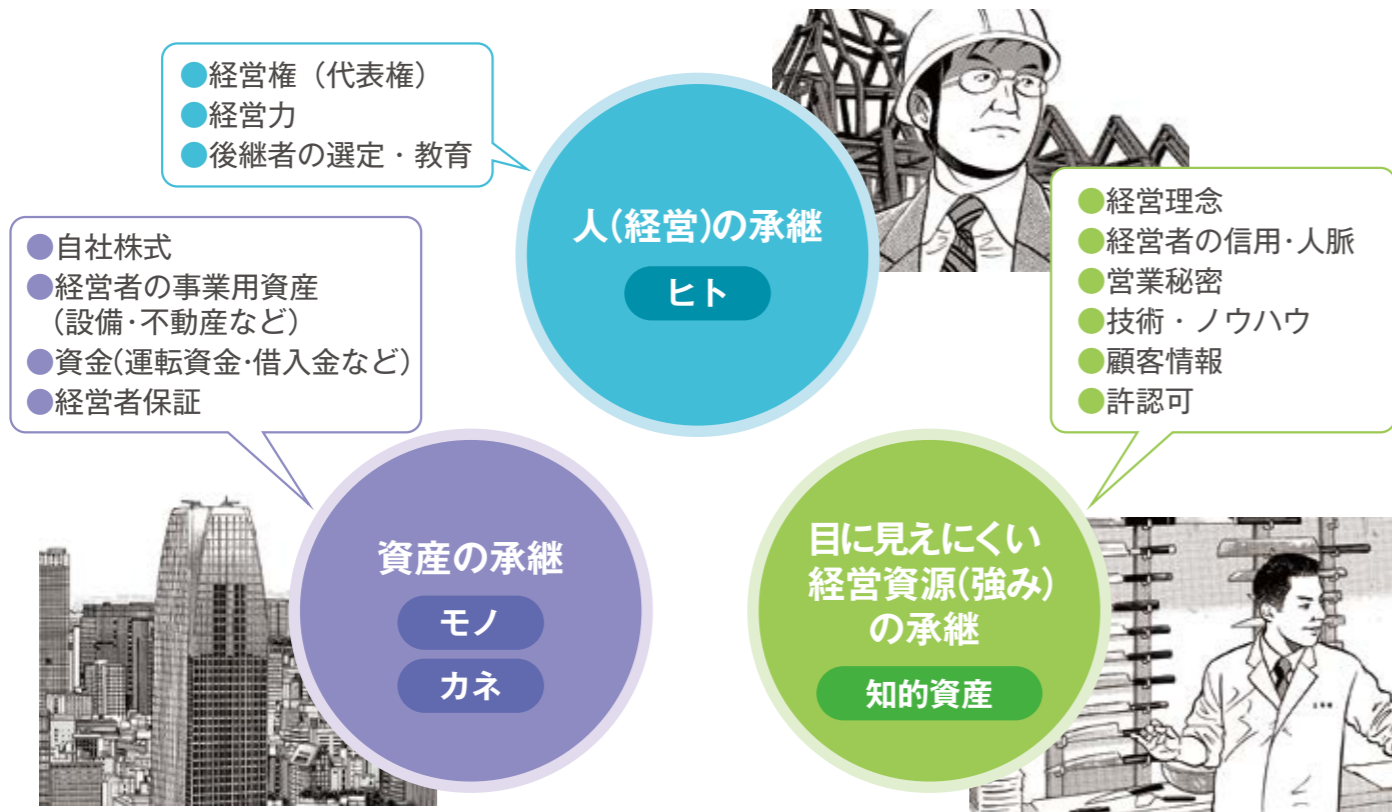 ●経営権（代表権）
●経営力
●後継者の選定・教育
人(経営)の承継
ヒト
●自社株式
●経営者の事業用資産
（設備・不動産など）
●資金(運転資金・借入金など)
●経営者保証
資産の承継
モノ
カネ
●経営理念
●経営者の信用・人脈
●営業秘密
●技術・ノウハウ
●顧客情報
●許認可
目に見えにくい
経営資源(強み)
の承継
知的資産